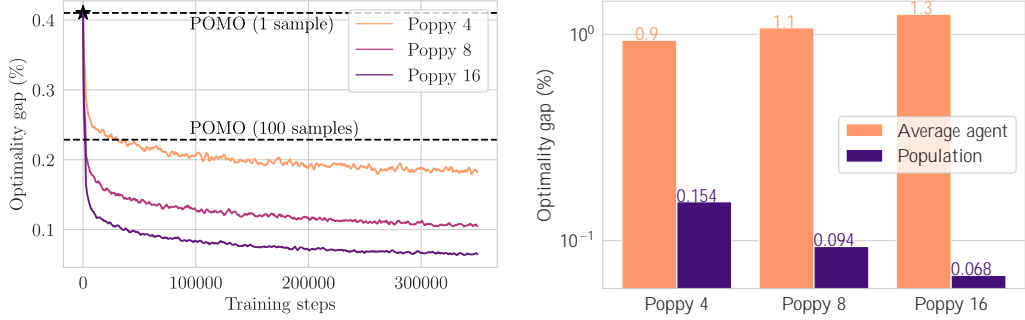 POMO (1 sample)
POMO (100 samples)
Poppy 4
Poppy 8
Poppy 16
Optimality gap (%)
0.4
0.3
0.2
0.1
0
100000
200000
300000
Training steps
Optimality gap (%)
10⁰
10⁻¹
0.9
1.1
1.3
0.154
0.094
0.068
Average agent
Population
Poppy 4
Poppy 8
Poppy 16